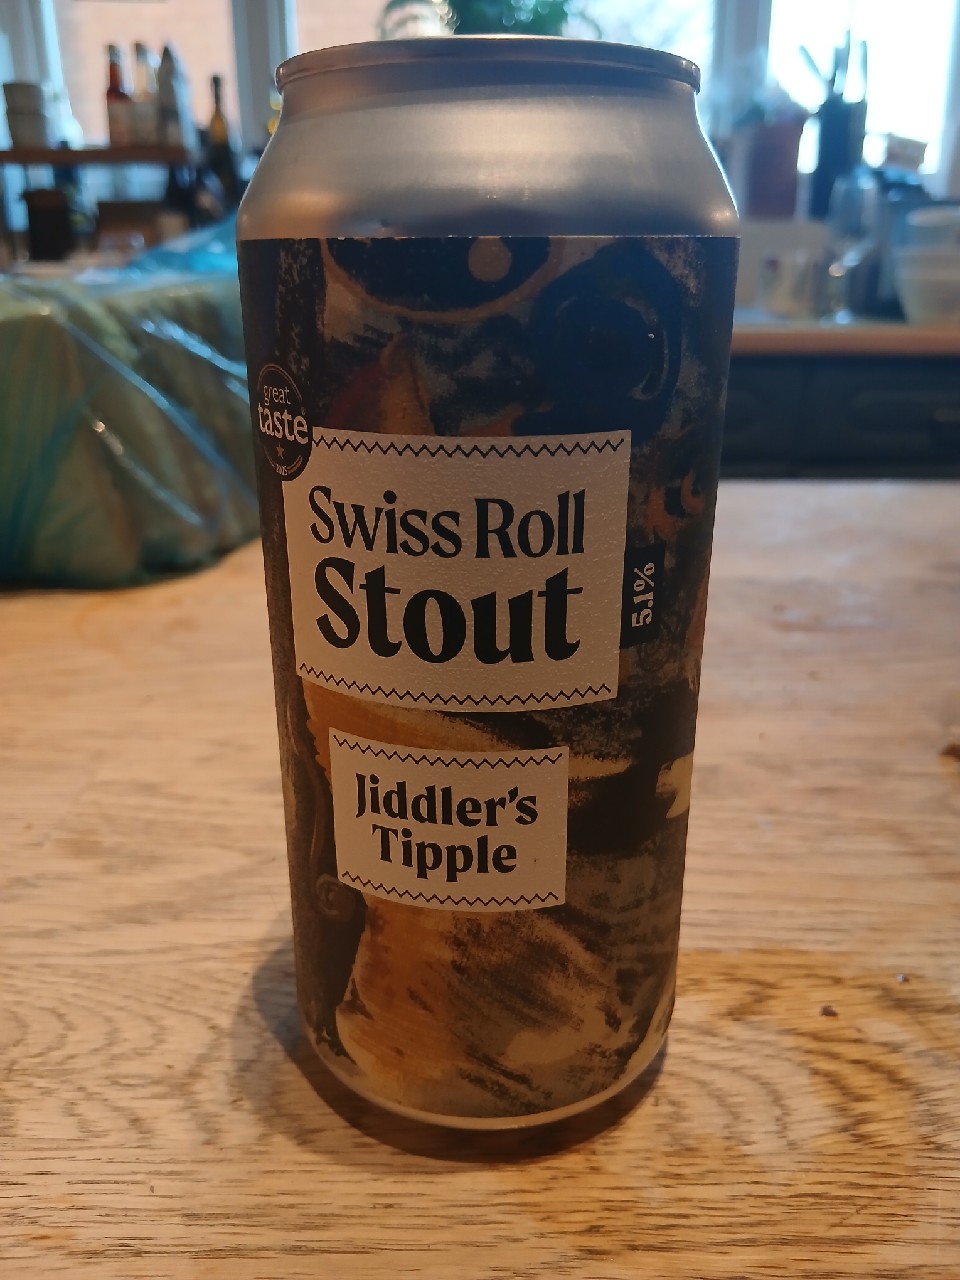 great
taste
Swiss Roll
Stout
5.1%
Jiddler's
Tipple